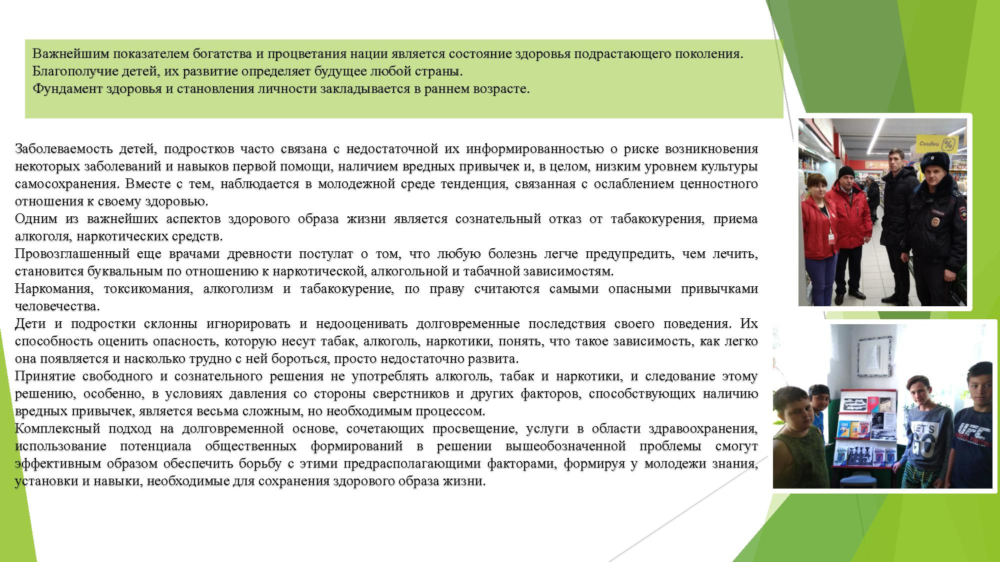 Важнейшим показателем богатства и процветания нации является состояние здоровья подрастающего поколения.
Благополучие детей, их развитие определяет будущее любой страны.
Фундамент здоровья и становления личности закладывается в раннем возрасте.
Заболеваемость детей, подростков часто связана с недостаточной их информированностью о риске возникновения
некоторых заболеваний и навыков первой помощи, наличием вредных привычек и, в целом, низким уровнем культуры
самосохранения. Вместе с тем, наблюдается в молодежной среде тенденция, связанная с ослаблением ценностного
отношения к своему здоровью.
Одним из важнейших аспектов здорового образа жизни является сознательный отказ от табакокурения, приема
алкоголя, наркотических средств.
Провозглашенный еще врачами древности постулат о том, что любую болезнь легче предупредить, чем лечить,
становится буквальным по отношению к наркотической, алкогольной и табачной зависимостям.
Наркомания, токсикомания, алкоголизм и табакокурение, по праву считаются самыми опасными привычками
человечества.
Дети и подростки склонны игнорировать и недооценивать долговременные последствия своего поведения. Их
способность оценить опасность, которую несут табак, алкоголь, наркотики, понять, что такое зависимость, как легко
она появляется и насколько трудно с ней бороться, просто недостаточно развита.
Принятие свободного и сознательного решения не употреблять алкоголь, табак и наркотики, и следование этому
решению, особенно, в условиях давления со стороны сверстников и других факторов, способствующих наличию
вредных привычек, является весьма сложным, но необходимым процессом.
Комплексный подход на долговременной основе, сочетающих просвещение, услуги в области здравоохранения,
использование потенциала общественных формирований в решении вышеобозначенной проблемы смогут
эффективным образом обеспечить борьбу с этими предрасполагающими факторами, формируя у молодежи знания,
установки и навыки, необходимые для сохранения здорового образа жизни.
Скидки %
LET'S
GO